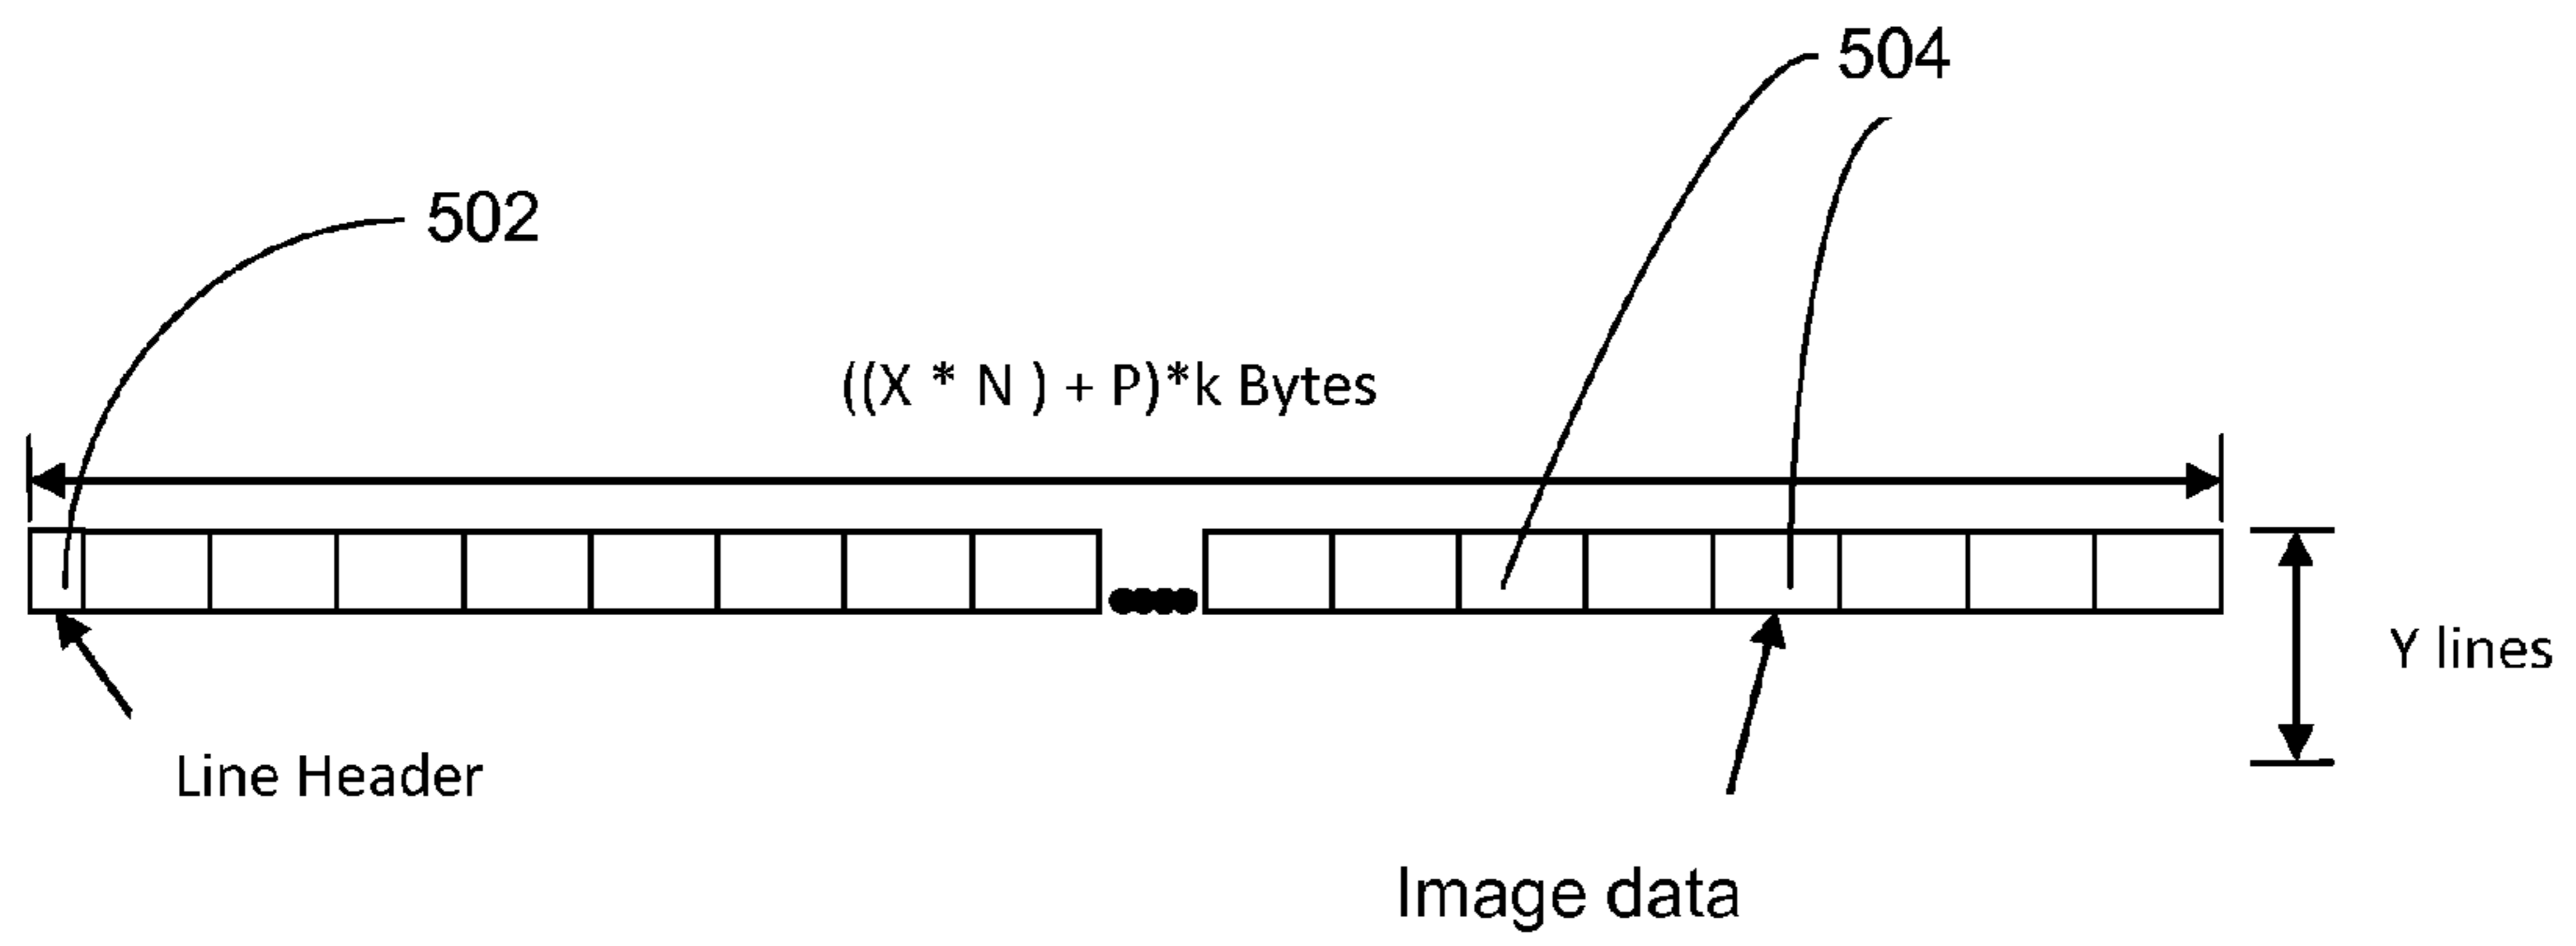 504
502
((X * N ) + P)*k Bytes
Y lines
Line Header
Image data